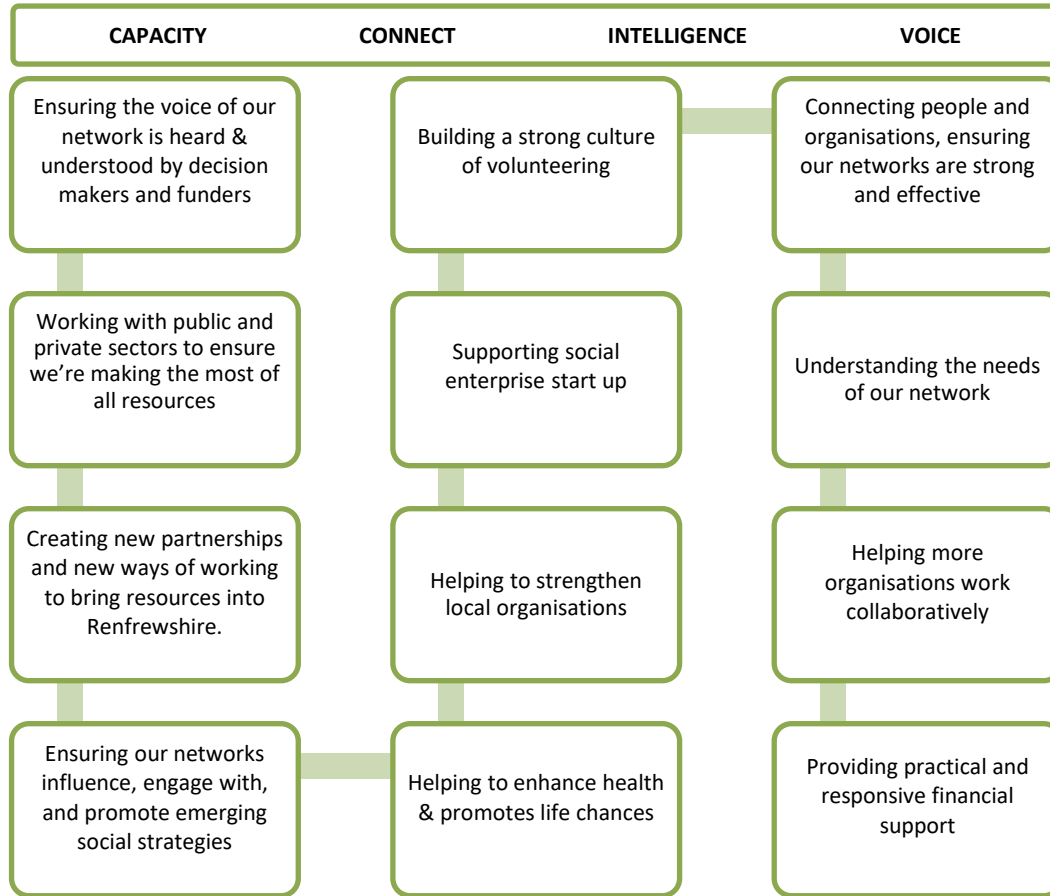 CAPACITY CONNECT INTELLIGENCE VOICE
Ensuring the voice of our
network is heard &
understood by decision
makers and funders
Working with public and
private sectors to ensure
we’re making the most of
all resources
Creating new partnerships
and new ways of working
to bring resources into
Renfrewshire.
Ensuring our networks
influence, engage with,
and promote emerging
social strategies
Helping to enhance health
& promotes life chances
Helping to strengthen
local organisations
Supporting social
enterprise start up
Building a strong culture
of volunteering
Connecting people and
organisations, ensuring
our networks are strong
and effective
Understanding the needs
of our network
Helping more
organisations work
collaboratively
Providing practical and
responsive financial
support